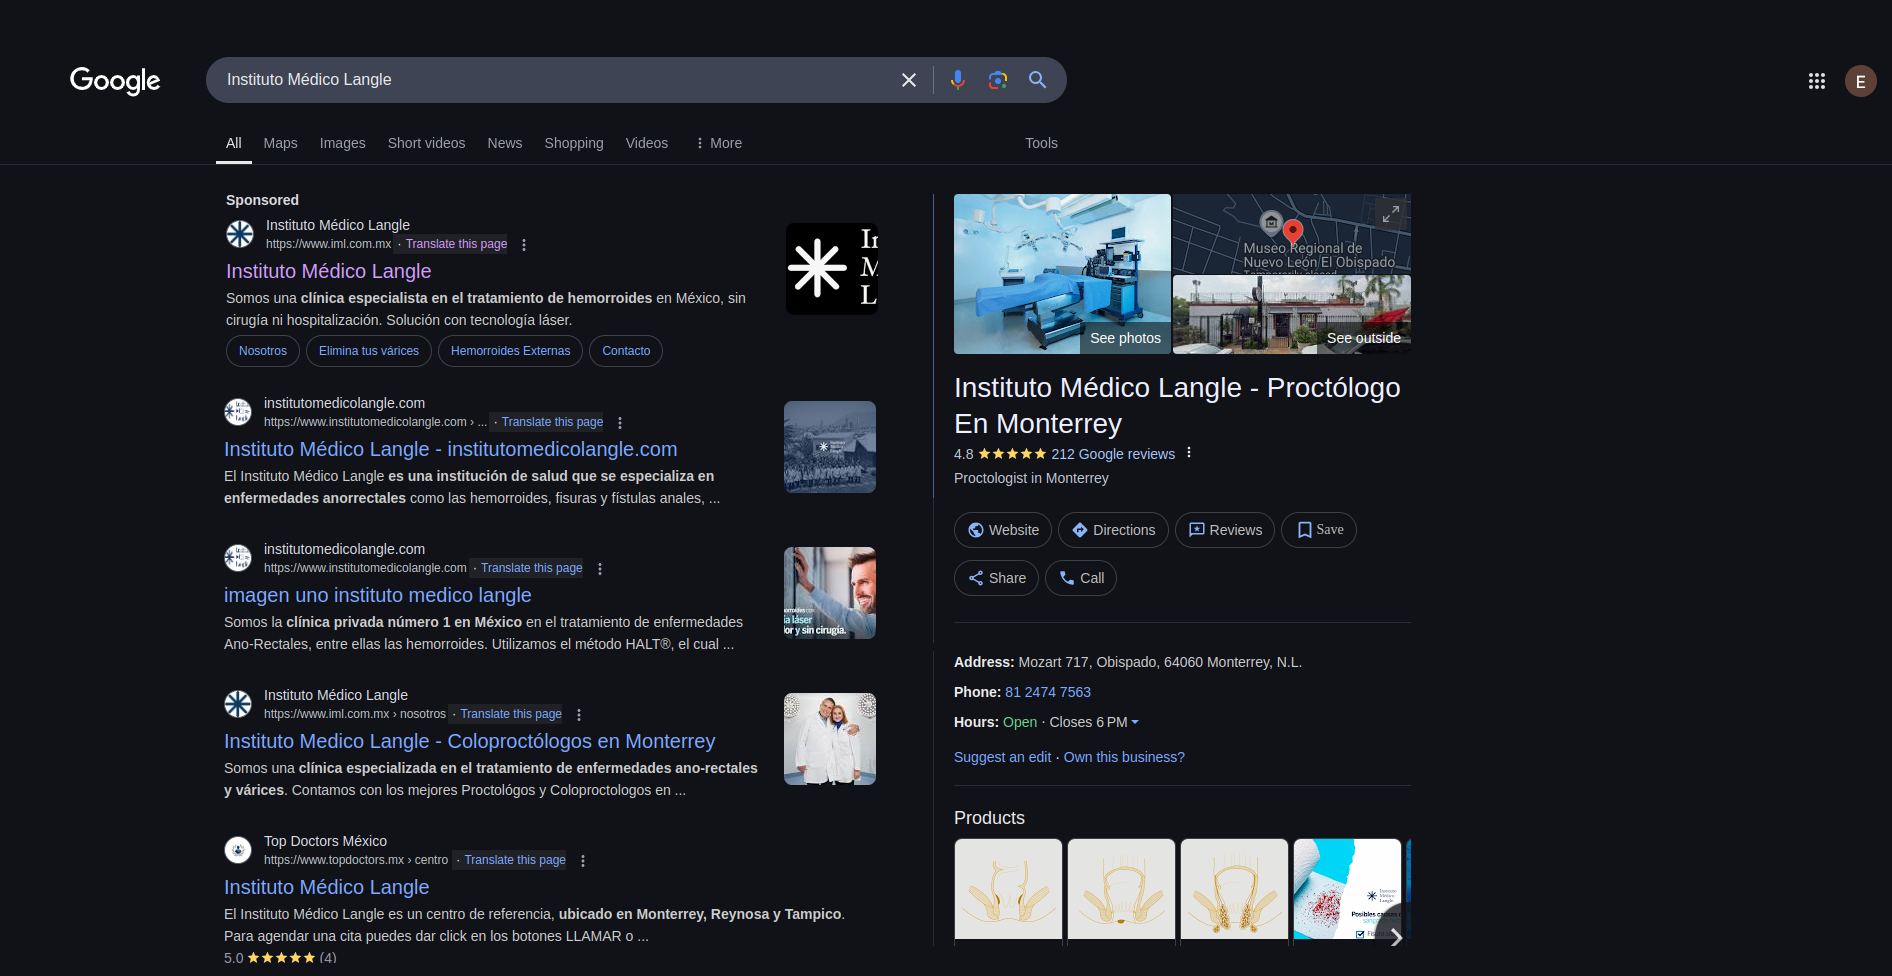 Google
Instituto Médico Langle
E
All
Maps
Images
Short videos
News
Shopping
Videos
More
Tools
Sponsored
Instituto Médico Langle
https://www.iml.com.mx · Translate this page
Instituto Médico Langle
Somos una clínica especialista en el tratamiento de hemorroides en México, sin
cirugía ni hospitalización. Solución con tecnología láser.
Nosotros
Elimina tus várices
Hemorroides Externas
Contacto
institutomedicolangle.com
https://www.institutomedicolangle.com › ... · Translate this page
Instituto Médico Langle - institutomedicolangle.com
El Instituto Médico Langle es una institución de salud que se especializa en
enfermedades anorrectales como las hemorroides, fisuras y fístulas anales, ...
institutomedicolangle.com
https://www.institutomedicolangle.com · Translate this page
imagen uno instituto medico langle
Somos la clínica privada número 1 en México en el tratamiento de enfermedades
Ano-Rectales, entre ellas las hemorroides. Utilizamos el método HALT®, el cual ...
ia láser
lor y sin cirugía.
Instituto Médico Langle
https://www.iml.com.mx › nosotros · Translate this page
Instituto Medico Langle - Coloproctólogos en Monterrey
Somos una clínica especializada en el tratamiento de enfermedades ano-rectales
y várices. Contamos con los mejores Proctológos y Coloproctologos en ...
Top Doctors México
https://www.topdoctors.mx › centro · Translate this page
Instituto Médico Langle
El Instituto Médico Langle es un centro de referencia, ubicado en Monterrey, Reynosa y Tampico.
Para agendar una cita puedes dar click en los botones LLAMAR o ...
5.0 (4)
See photos
Museo Regional de
Nuevo León El Obispado
Temporarily closed
See outside
Instituto Médico Langle - Proctólogo
En Monterrey
4.8 212 Google reviews
Proctologist in Monterrey
Website
Directions
Reviews
Save
Share
Call
Address: Mozart 717, Obispado, 64060 Monterrey, N.L.
Phone: 81 2474 7563
Hours: Open · Closes 6 PM
Suggest an edit · Own this business?
Products
Instituto
Médico
Langle
Posibles causas